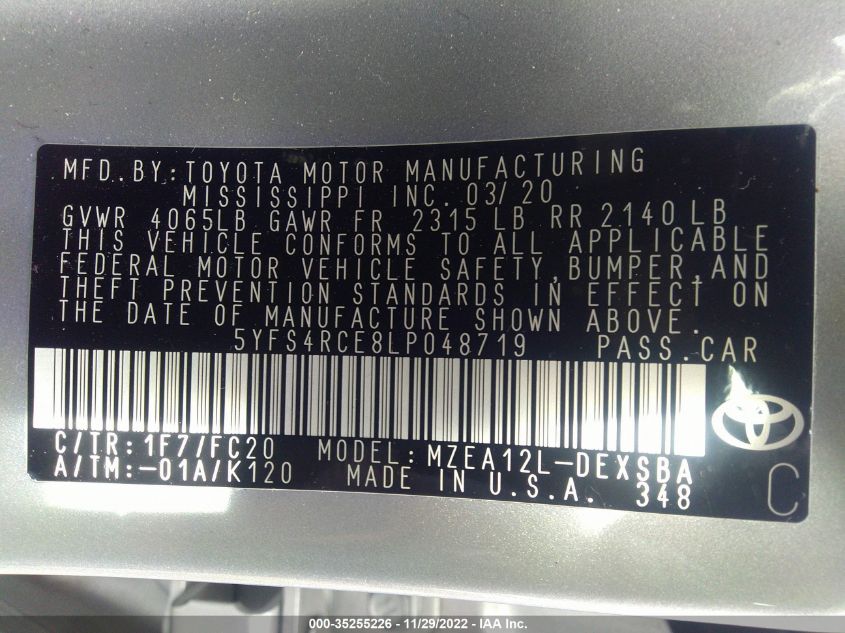 MFD. BY: TOYOTA MOTOR MANUFACTURING
MISSISSIPPI INC. 03/20
GVWR 4065LB GAWR FR 2315 LB RR 2140 LB
THIS VEHICLE CONFORMS TO ALL APPLICABLE
FEDERAL MOTOR VEHICLE SAFETY, BUMPER, AND
THEFT PREVENTION STANDARDS IN EFFECT ON
THE DATE OF MANUFACTURE SHOWN ABOVE.
5YFS4RCE8LP048719 PASS. CAR
C/TR: 1F7/FC20 MODEL: MZEA12L-DEXSBA
A/TM: -01A/K120 MADE IN U.S.A. 348
C
000-35255226 - 11/29/2022 - IAA Inc.